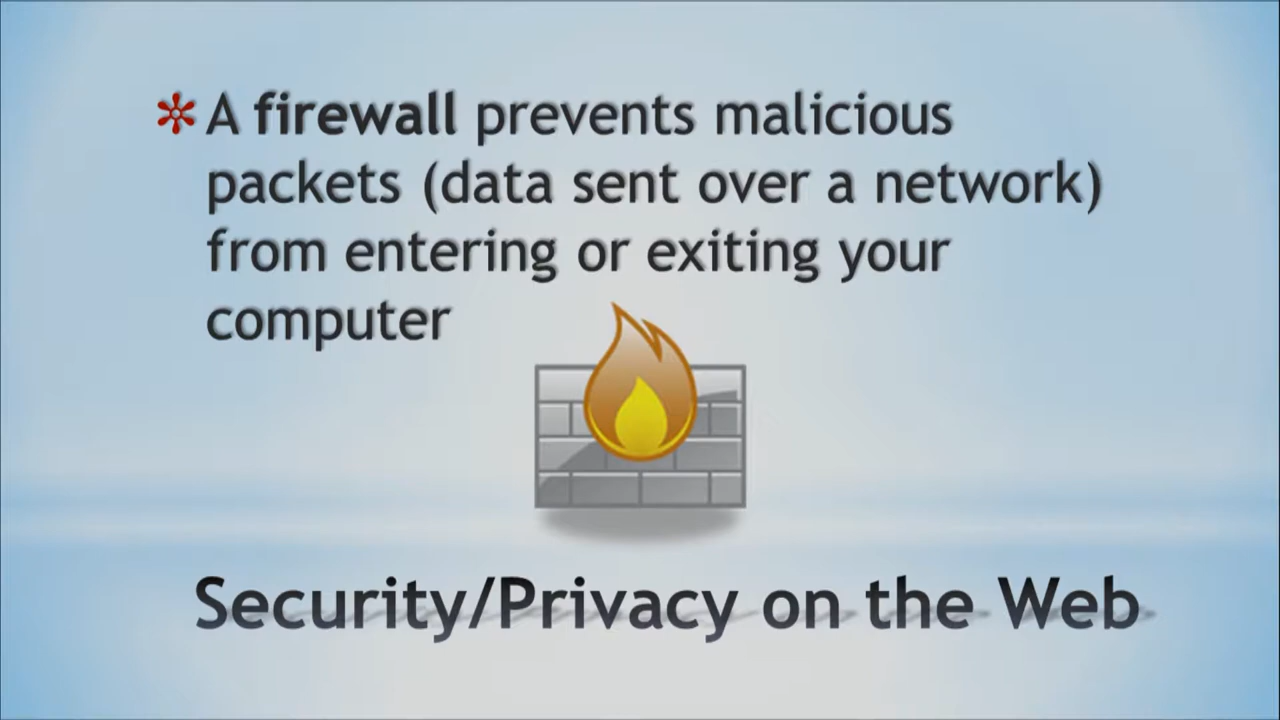 * A firewall prevents malicious
packets (data sent over a network)
from entering or exiting your
computer
Security/Privacy on the Web